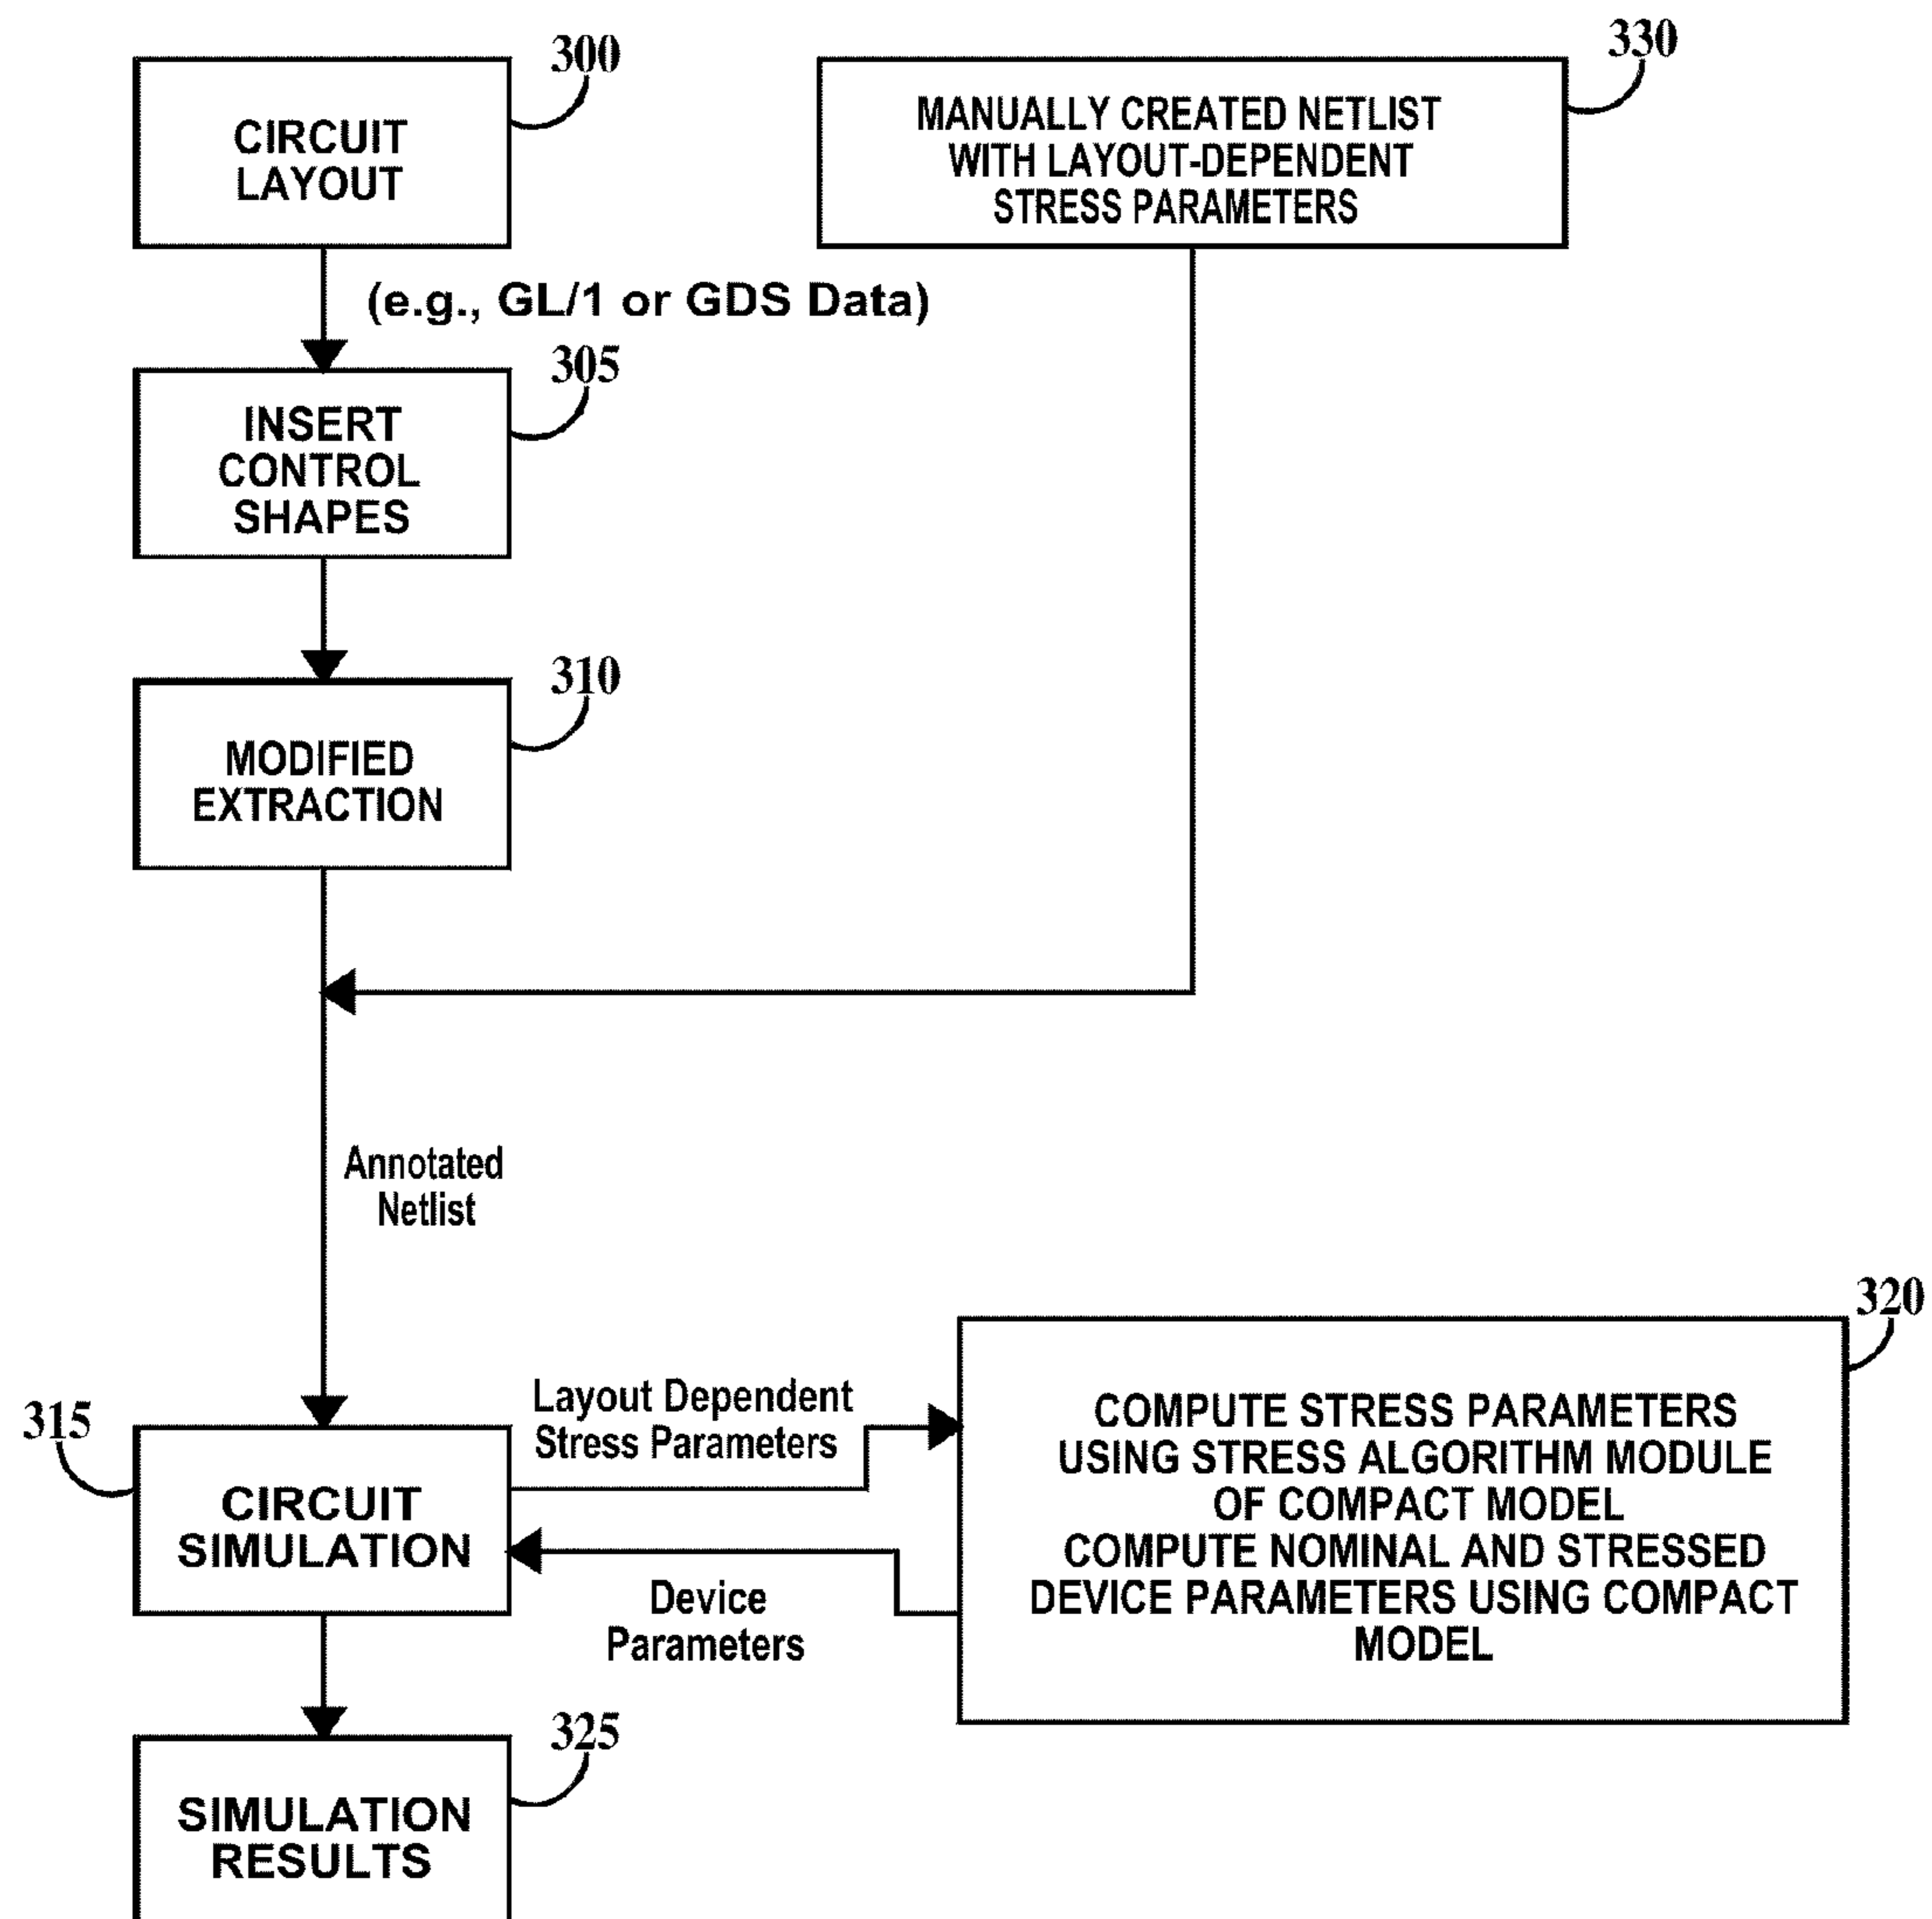 300
CIRCUIT
LAYOUT
330
MANUALLY CREATED NETLIST
WITH LAYOUT-DEPENDENT
STRESS PARAMETERS
(e.g., GL/1 or GDS Data)
305
INSERT
CONTROL
SHAPES
310
MODIFIED
EXTRACTION
Annotated
Netlist
315
CIRCUIT
SIMULATION
Layout Dependent
Stress Parameters
Device
Parameters
320
COMPUTE STRESS PARAMETERS
USING STRESS ALGORITHM MODULE
OF COMPACT MODEL
COMPUTE NOMINAL AND STRESSED
DEVICE PARAMETERS USING COMPACT
MODEL
325
SIMULATION
RESULTS